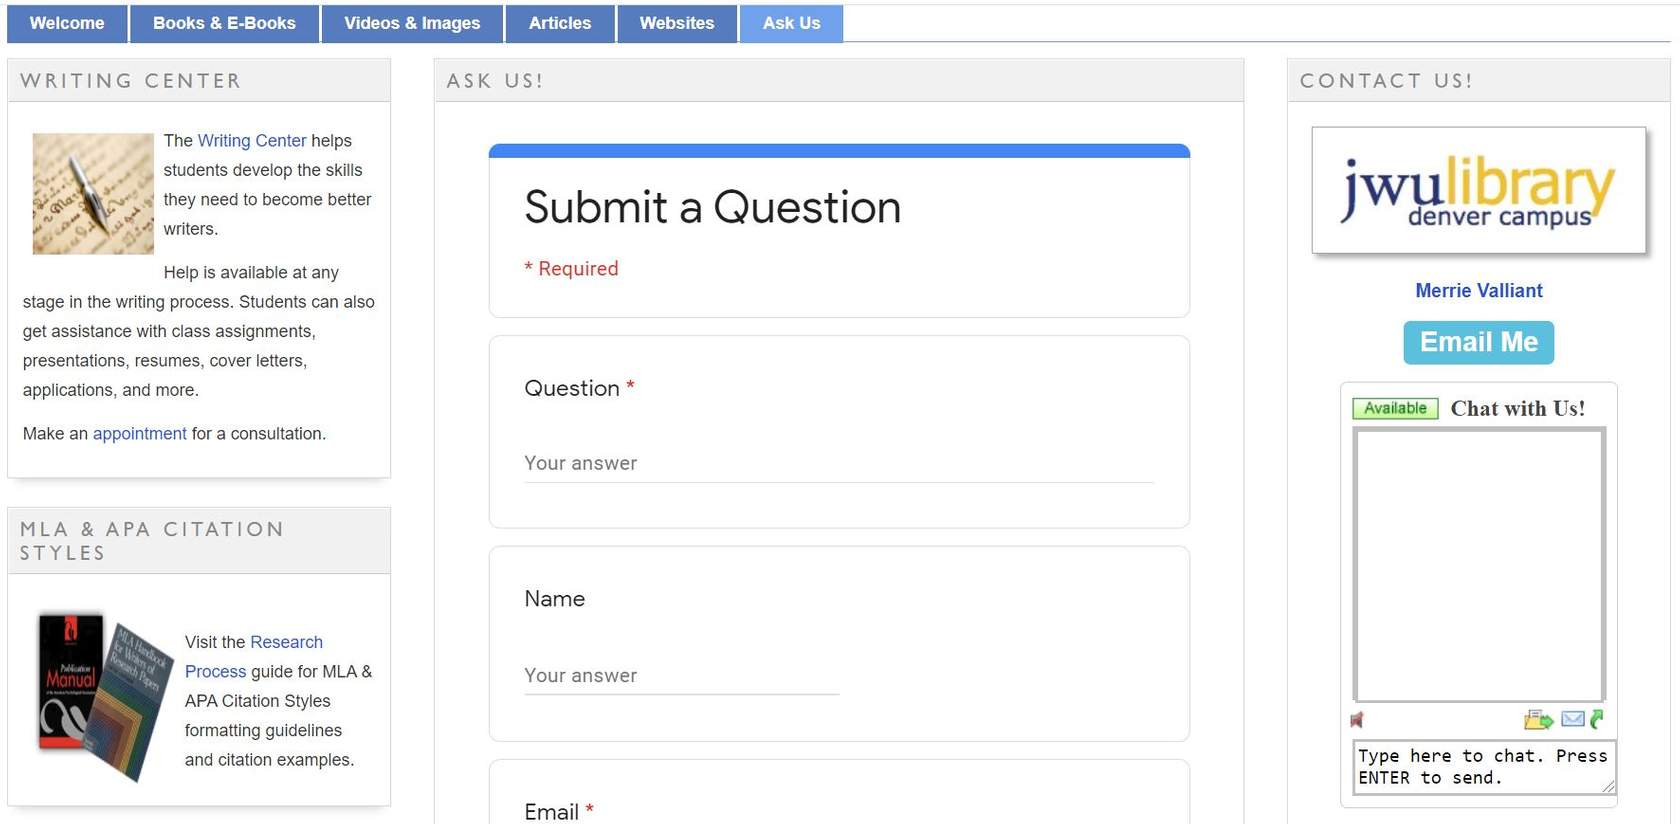 Welcome
Books & E-Books
Videos & Images
Articles
Websites
Ask Us
WRITING CENTER
The Writing Center helps
students develop the skills
they need to become better
writers.
Help is available at any
stage in the writing process. Students can also
get assistance with class assignments,
presentations, resumes, cover letters,
applications, and more.
Make an appointment for a consultation.
MLA & APA CITATION
STYLES
Publication
Manual
MLA Handbook
for Writers of
Research Papers
Visit the Research
Process guide for MLA &
APA Citation Styles
formatting guidelines
and citation examples.
ASK US!
Submit a Question
* Required
Question *
Your answer
Name
Your answer
Email *
CONTACT US!
jwulibrary
denver campus
Merrie Valliant
Email Me
Available Chat with Us!
Type here to chat. Press
ENTER to send.